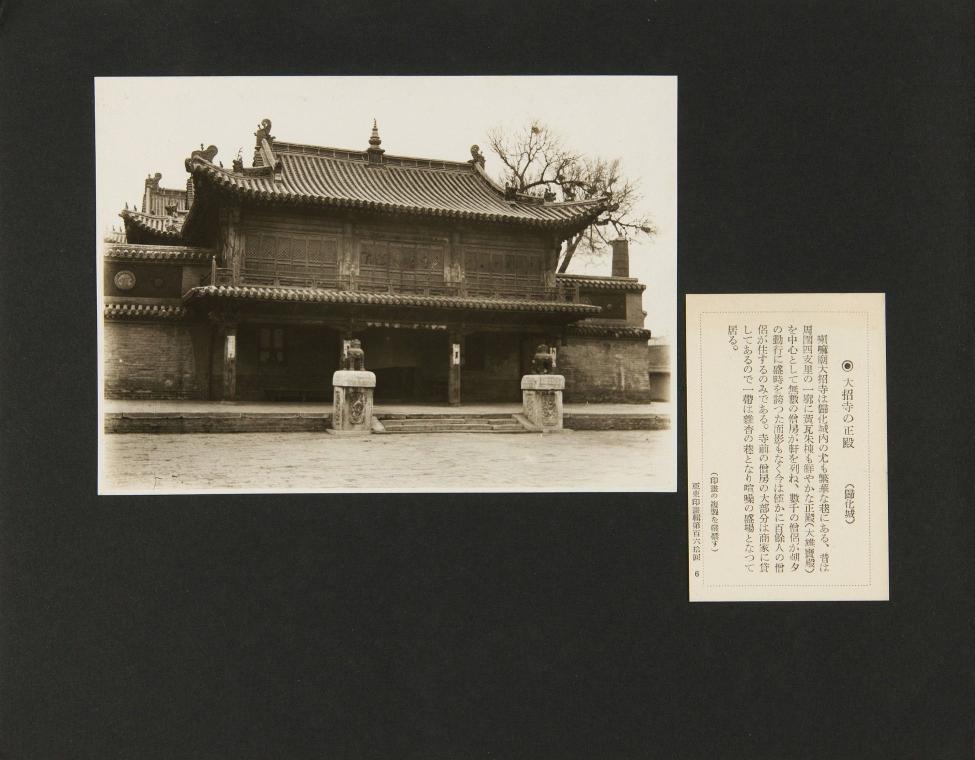 ◉ 大招寺の正殿 (歸化城)
喇嘛廟大招寺は歸化城內の尤も繁華な巷にある、昔は
周圍四支里の一廓に黃瓦朱棟も鮮やかな正殿(大雄寶殿)
を中心として無數の僧房が軒を列ね、數千の僧侶が朝夕
の勤行に盛時を誇つた面影もなく今は僅かに百餘人の僧
侶が住するのみである。寺前の僧房の大部分は商家に貸
してあるので一帶は雜沓の巷となり喧噪の盛場となつて
居る。
(印畫の複製を嚴禁す)
亞東印畫輯第百六拾回 6